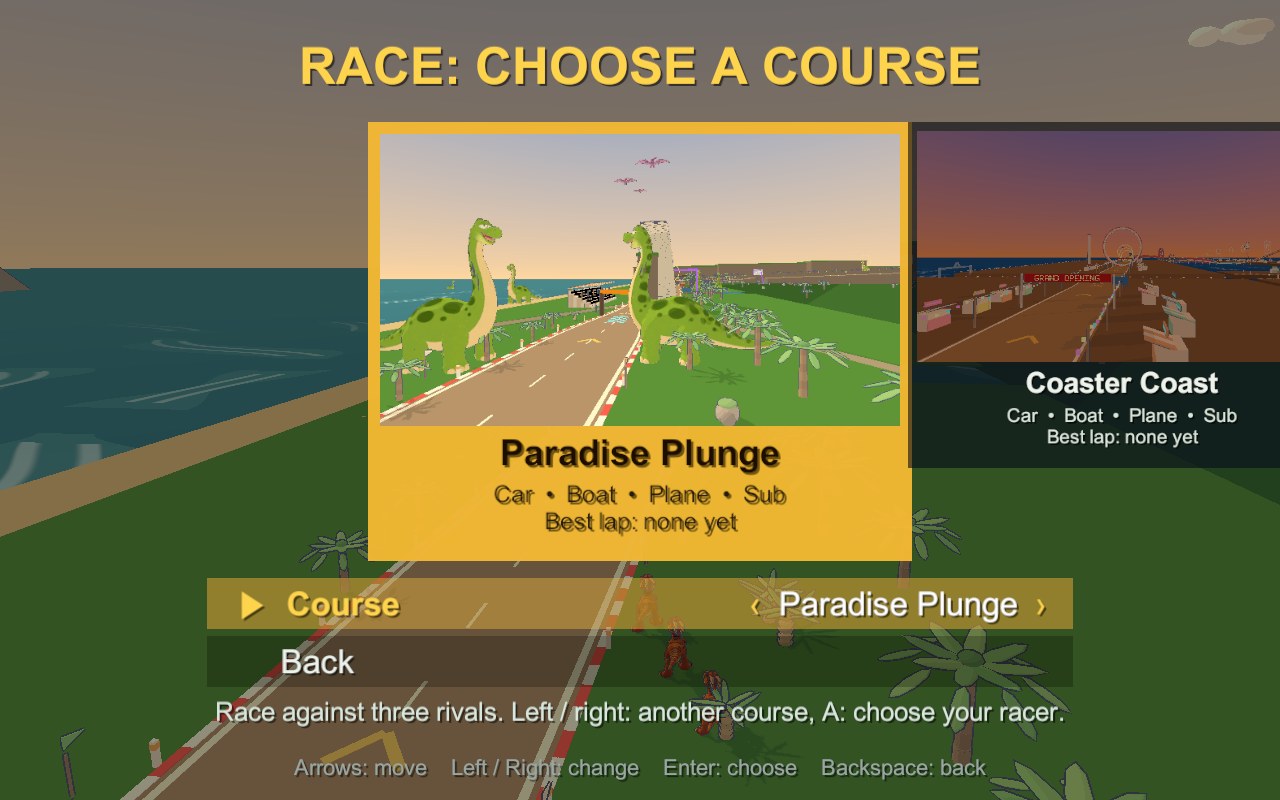 RACE: CHOOSE A COURSE
GRAND OPENING
Paradise Plunge
Car • Boat • Plane • Sub
Best lap: none yet
Coaster Coast
Car • Boat • Plane • Sub
Best lap: none yet
Course ‹ Paradise Plunge ›
Back
Race against three rivals. Left / right: another course, A: choose your racer.
Arrows: move Left / Right: change Enter: choose Backspace: back